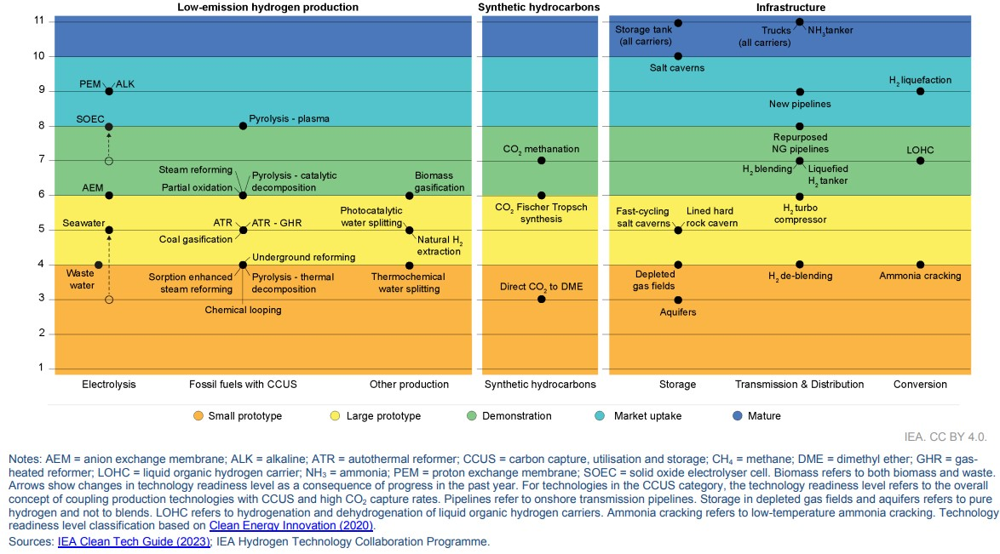 Low-emission hydrogen production
Synthetic hydrocarbons
Infrastructure
11
10
9
8
7
6
5
4
3
2
1
PEM
ALK
SOEC
AEM
Seawater
Waste
water
Pyrolysis - plasma
Steam reforming
Partial oxidation
Pyrolysis - catalytic
decomposition
ATR
ATR - GHR
Coal gasification
Underground reforming
Sorption enhanced
steam reforming
Pyrolysis - thermal
decomposition
Chemical looping
Biomass
gasification
Photocatalytic
water splitting
Natural H₂
extraction
Thermochemical
water splitting
CO₂ methanation
CO₂ Fischer Tropsch
synthesis
Direct CO₂ to DME
Storage tank
(all carriers)
Salt caverns
Fast-cycling
salt caverns
Lined hard
rock cavern
Depleted
gas fields
Aquifers
Trucks
(all carriers)
NH₃ tanker
New pipelines
Repurposed
NG pipelines
H₂ blending
Liquefied
H₂ tanker
H₂ turbo
compressor
H₂ de-blending
H₂ liquefaction
LOHC
Ammonia cracking
Electrolysis
Fossil fuels with CCUS
Other production
Synthetic hydrocarbons
Storage
Transmission & Distribution
Conversion
Small prototype
Large prototype
Demonstration
Market uptake
Mature
IEA. CC BY 4.0.
Notes: AEM = anion exchange membrane; ALK = alkaline; ATR = autothermal reformer; CCUS = carbon capture, utilisation and storage; CH₄ = methane; DME = dimethyl ether; GHR = gas-
heated reformer; LOHC = liquid organic hydrogen carrier; NH₃ = ammonia; PEM = proton exchange membrane; SOEC = solid oxide electrolyser cell. Biomass refers to both biomass and waste.
Arrows show changes in technology readiness level as a consequence of progress in the past year. For technologies in the CCUS category, the technology readiness level refers to the overall
concept of coupling production technologies with CCUS and high CO₂ capture rates. Pipelines refer to onshore transmission pipelines. Storage in depleted gas fields and aquifers refers to pure
hydrogen and not to blends. LOHC refers to hydrogenation and dehydrogenation of liquid organic hydrogen carriers. Ammonia cracking refers to low-temperature ammonia cracking. Technology
readiness level classification based on Clean Energy Innovation (2020).
Sources: IEA Clean Tech Guide (2023); IEA Hydrogen Technology Collaboration Programme.